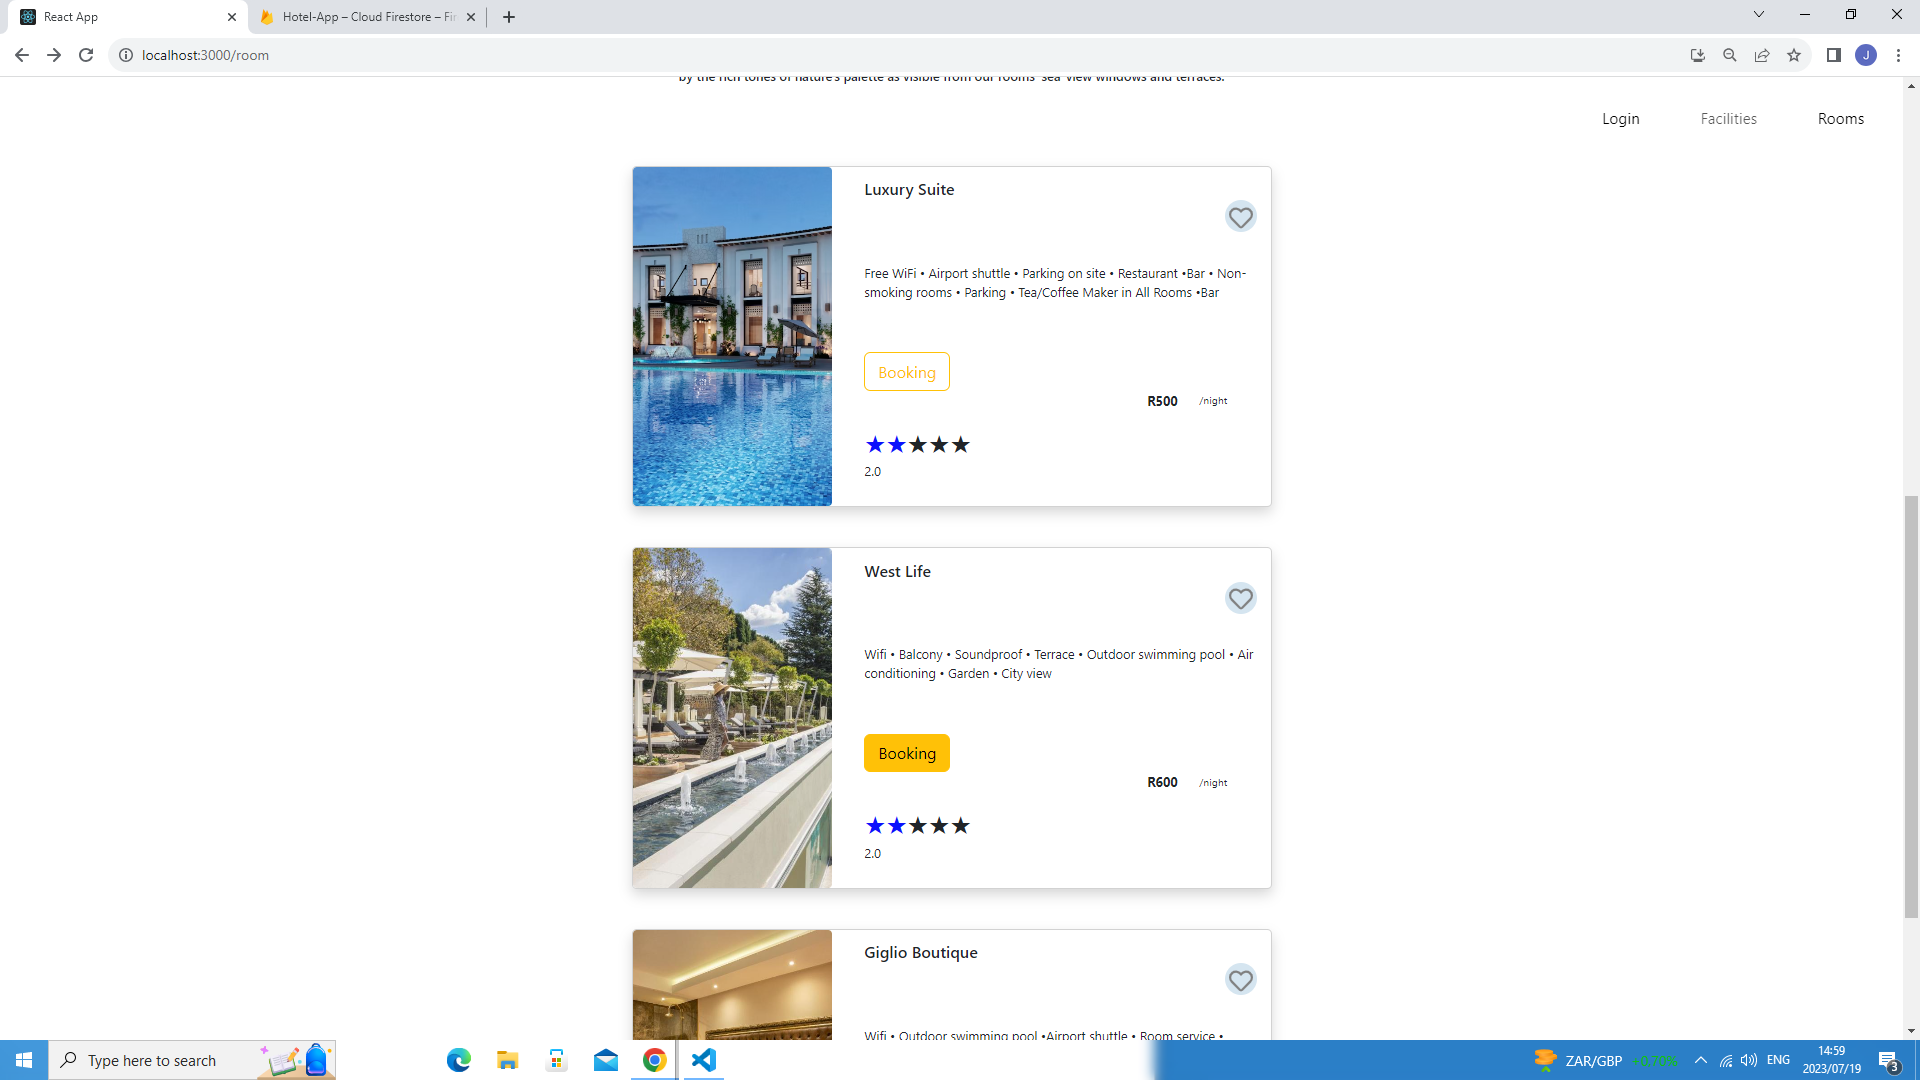 React App
Hotel-App – Cloud Firestore – Fir
localhost:3000/room
by the rich tones of nature's palette as visible from our rooms' sea-view windows and terraces.
Login
Facilities
Rooms
Luxury Suite
Free WiFi • Airport shuttle • Parking on site • Restaurant •Bar • Non-
smoking rooms • Parking • Tea/Coffee Maker in All Rooms •Bar
Booking
R500 /night
★★★★★
2.0
West Life
Wifi • Balcony • Soundproof • Terrace • Outdoor swimming pool • Air
conditioning • Garden • City view
Booking
R600 /night
★★★★★
2.0
Giglio Boutique
Wifi • Outdoor swimming pool •Airport shuttle • Room service •
Type here to search
ZAR/GBP +0,76%
ENG
14:59
2023/07/19
3
J